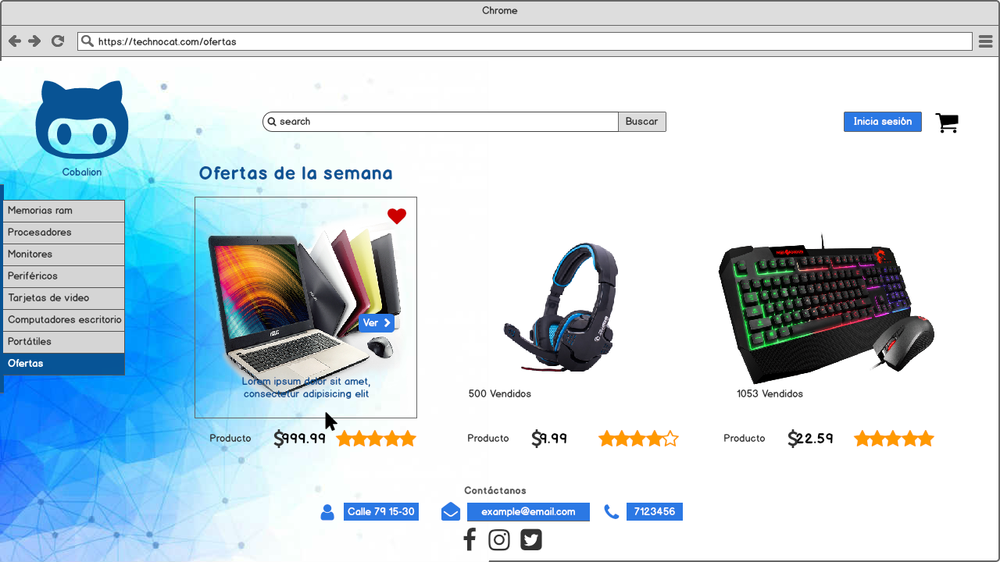 Chrome
https://technocat.com/ofertas
search
Buscar
Inicia sesión
Cobalion
Ofertas de la semana
Memorias ram
Procesadores
Monitores
Periféricos
Tarjetas de video
Computadores escritorio
Portátiles
Ofertas
Ver
ASUS
Lorem ipsum dolor sit amet,
consectetur adipisicing elit
500 Vendidos
1053 Vendidos
Producto $999.99
Producto $9.99
Producto $22.59
Contáctanos
Calle 79 15-30
example@email.com
7123456